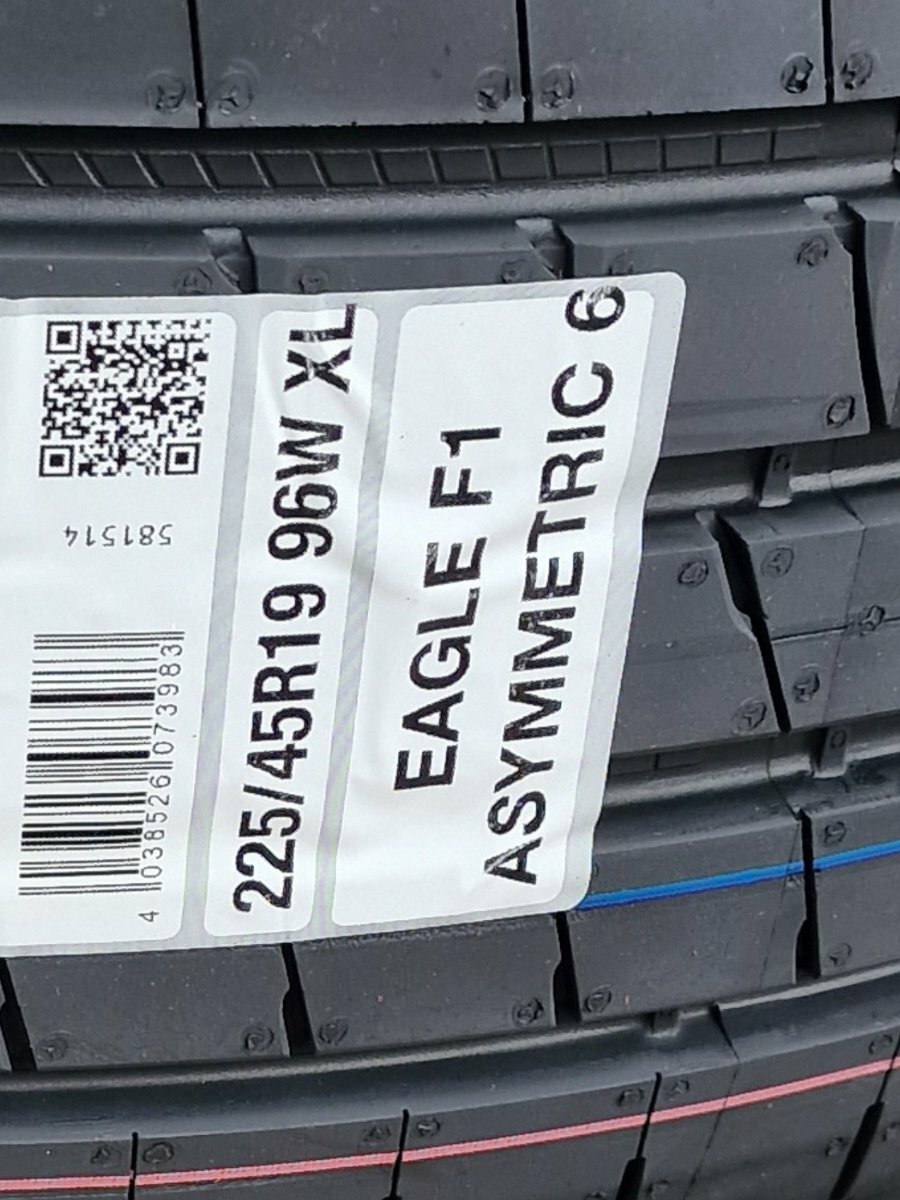 EAGLE F1
ASYMMETRIC 6
225/45R19 96W XL
581514
4 038526 073983